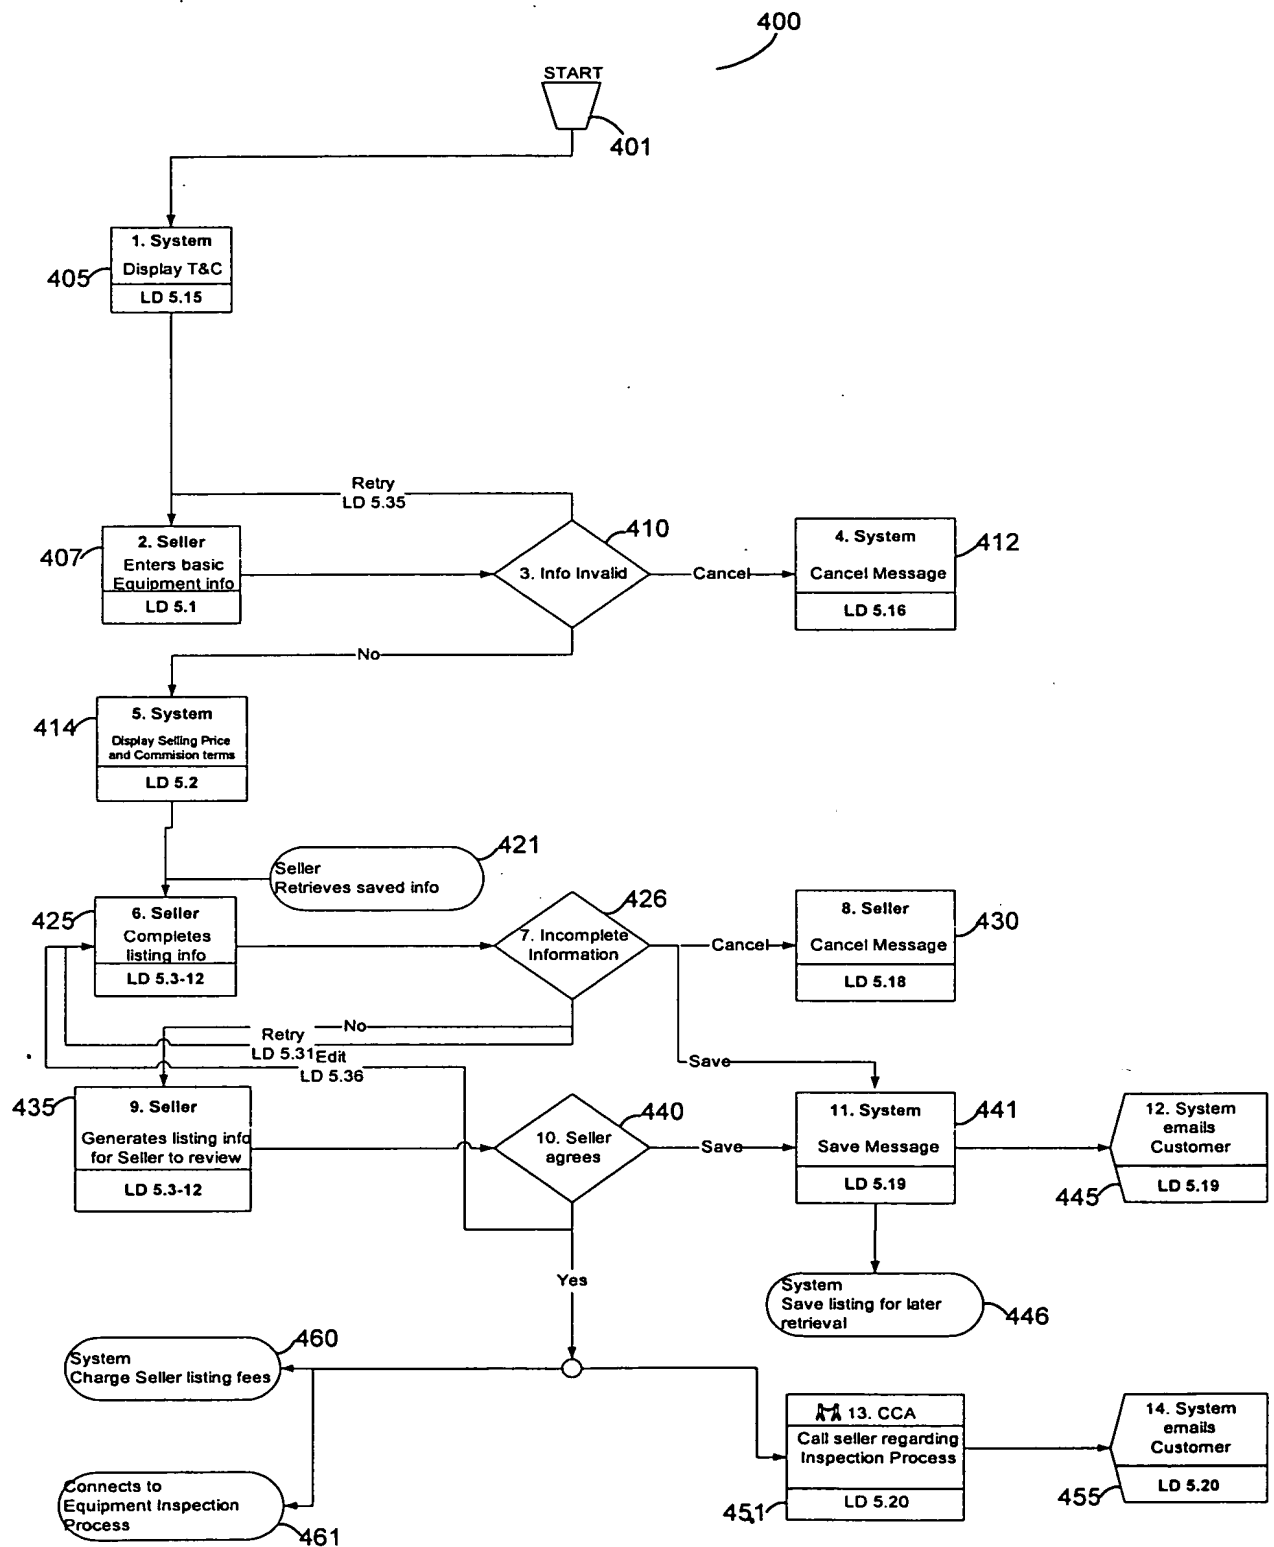 400
START
401
1. System
Display T&C
405
LD 5.15
Retry
LD 5.35
410
2. Seller
Enters basic
Equipment info
LD 5.1
407
3. Info Invalid
Cancel
4. System
Cancel Message
LD 5.16
412
No
5. System
Display Selling Price
and Commision terms
LD 5.2
414
421
Seller
Retrieves saved info
425
6. Seller
Completes
listing info
LD 5.3-12
426
7. Incomplete
Information
Cancel
8. Seller
Cancel Message
LD 5.18
430
No
Retry
LD 5.31
Edit
LD 5.36
Save
435
9. Seller
Generates listing info
for Seller to review
LD 5.3-12
440
10. Seller
agrees
Save
11. System
Save Message
LD 5.19
441
12. System
emails
Customer
LD 5.19
445
Yes
System
Save listing for later
retrieval
446
460
System
Charge Seller listing fees
13. CCA
Call seller regarding
Inspection Process
LD 5.20
451
14. System
emails
Customer
LD 5.20
455
Connects to
Equipment Inspection
Process
461